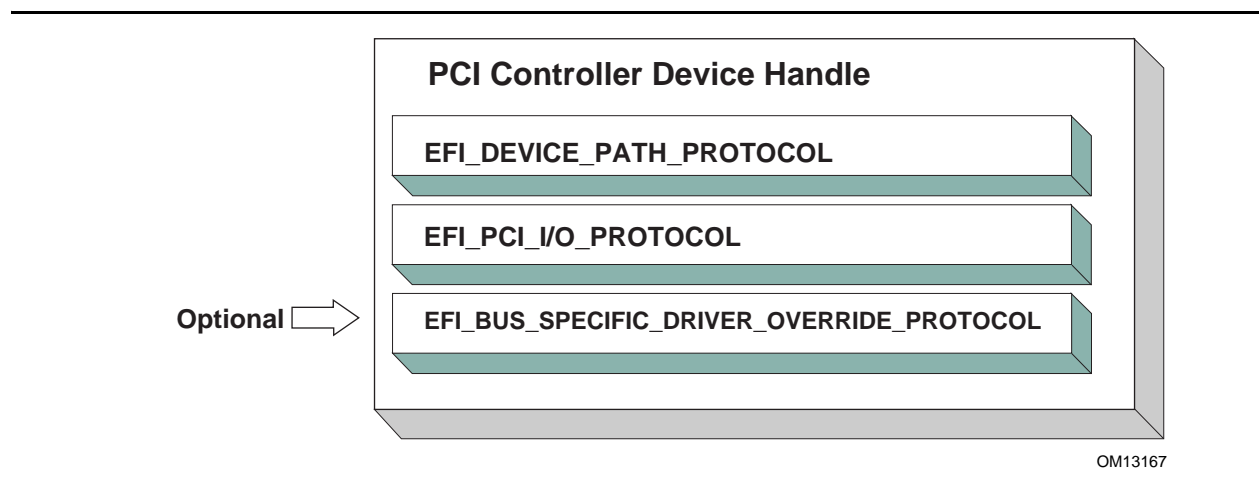 PCI Controller Device Handle
EFI_DEVICE_PATH_PROTOCOL
EFI_PCI_I/O_PROTOCOL
Optional
EFI_BUS_SPECIFIC_DRIVER_OVERRIDE_PROTOCOL
OM13167